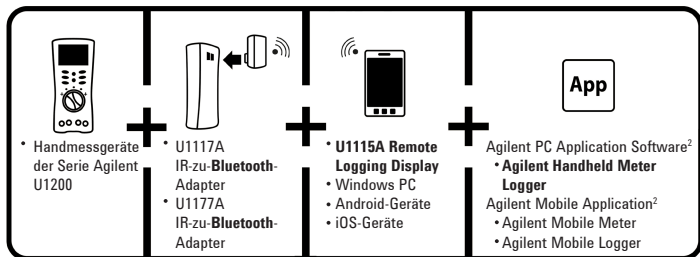 • Handmessgeräte
der Serie Agilent
U1200
• U1117A
IR-zu-Bluetooth-
Adapter
• U1177A
IR-zu-Bluetooth-
Adapter
• U1115A Remote
Logging Display
• Windows PC
• Android-Geräte
• iOS-Geräte
App
Agilent PC Application Software²
• Agilent Handheld Meter
Logger
Agilent Mobile Application²
• Agilent Mobile Meter
• Agilent Mobile Logger